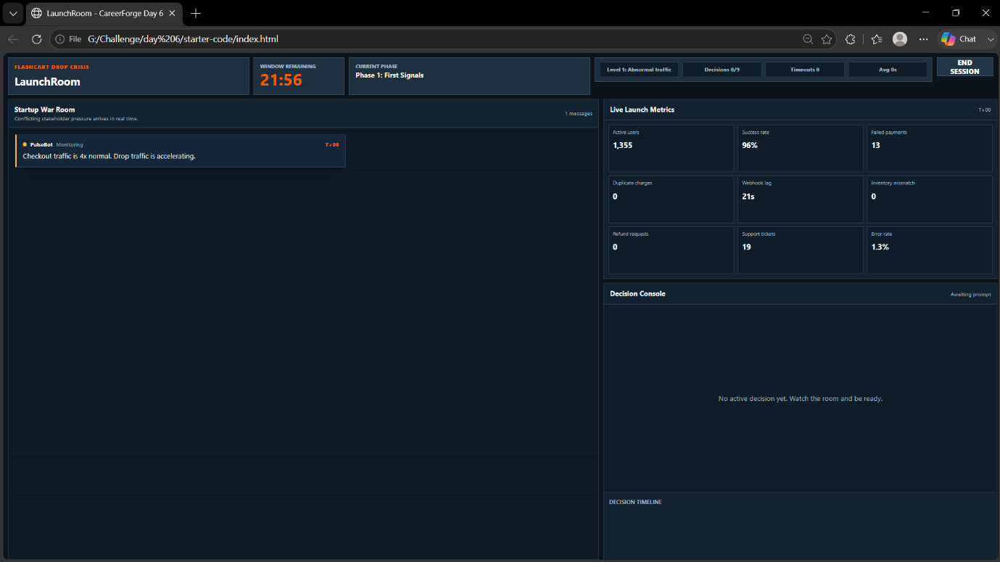 LaunchRoom - CareerForge Day 6
File G:/Challenge/day%206/starter-code/index.html
Chat
FLASHCART DROP CRISIS
LaunchRoom
WINDOW REMAINING
21:56
CURRENT PHASE
Phase 1: First Signals
Level 1: Abnormal traffic
Decisions 0/9
Timeouts 0
Avg 0s
END
SESSION
Startup War Room
Conflicting stakeholder pressure arrives in real time.
1 messages
PulseBot Monitoring T+00
Checkout traffic is 4x normal. Drop traffic is accelerating.
Live Launch Metrics
T+00
Active users
1,355
Success rate
96%
Failed payments
13
Duplicate charges
0
Webhook lag
21s
Inventory mismatch
0
Refund requests
0
Support tickets
19
Error rate
1.3%
Decision Console
Awaiting prompt
No active decision yet. Watch the room and be ready.
DECISION TIMELINE